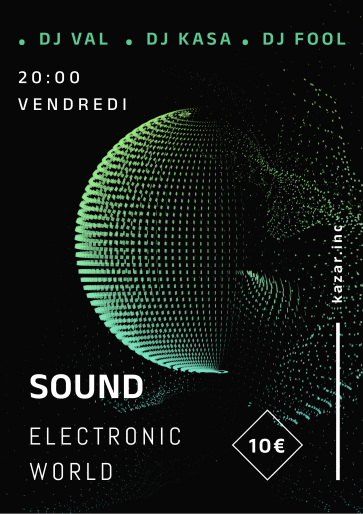 • DJ VAL • DJ KASA • DJ FOOL
20:00
VENDREDI
kazar.inc
SOUND
ELECTRONIC
WORLD
10€